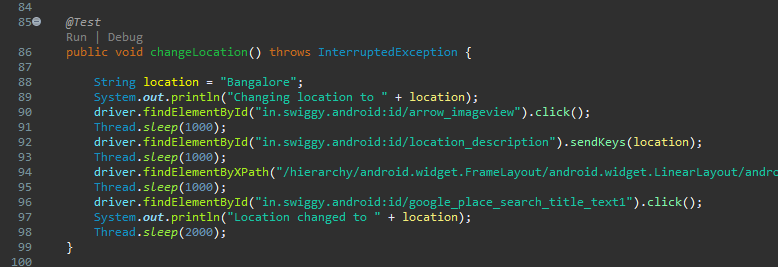 84
85 @Test
Run | Debug
86 public void changeLocation() throws InterruptedException {
87
88 String location = "Bangalore";
89 System.out.println("Changing location to " + location);
90 driver.findElementById("in.swiggy.android:id/arrow_imageview").click();
91 Thread.sleep(1000);
92 driver.findElementById("in.swiggy.android:id/location_description").sendKeys(location);
93 Thread.sleep(1000);
94 driver.findElementByXPath("/hierarchy/android.widget.FrameLayout/android.widget.LinearLayout/andro
95 Thread.sleep(1000);
96 driver.findElementById("in.swiggy.android:id/google_place_search_title_text1").click();
97 System.out.println("Location changed to " + location);
98 Thread.sleep(2000);
99 }
100